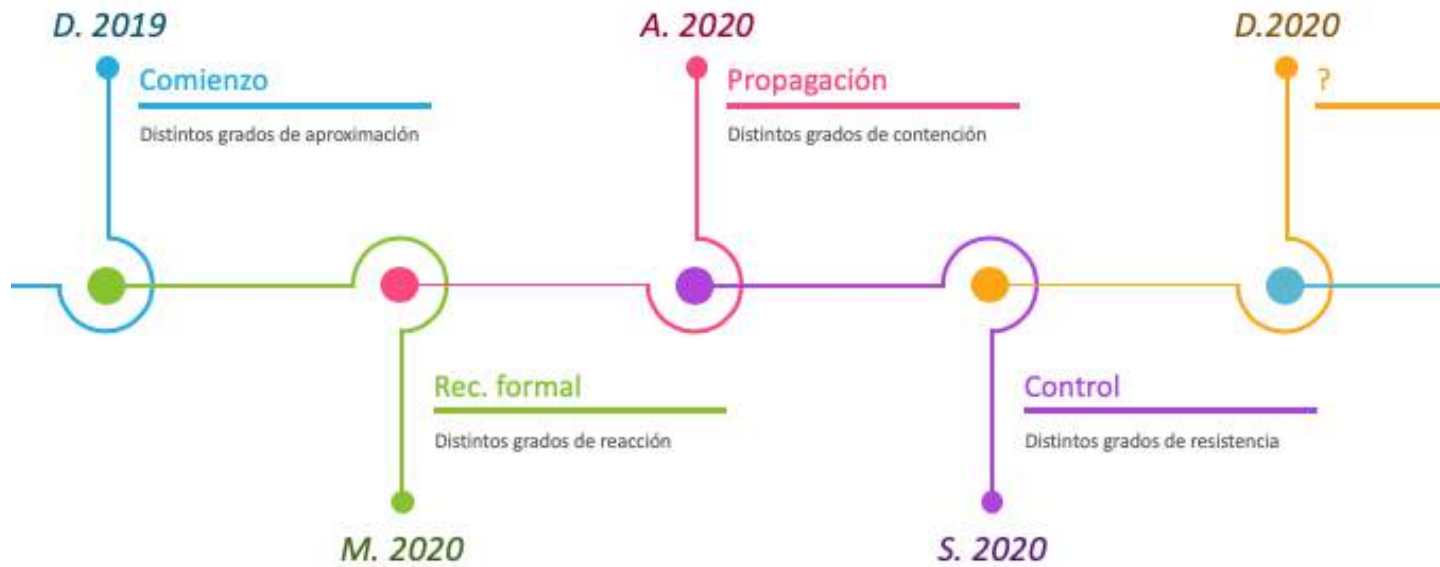 D. 2019
Comienzo
Distintos grados de aproximación
A. 2020
Propagación
Distintos grados de contención
D.2020
?
Rec. formal
Distintos grados de reacción
M. 2020
Control
Distintos grados de resistencia
S. 2020